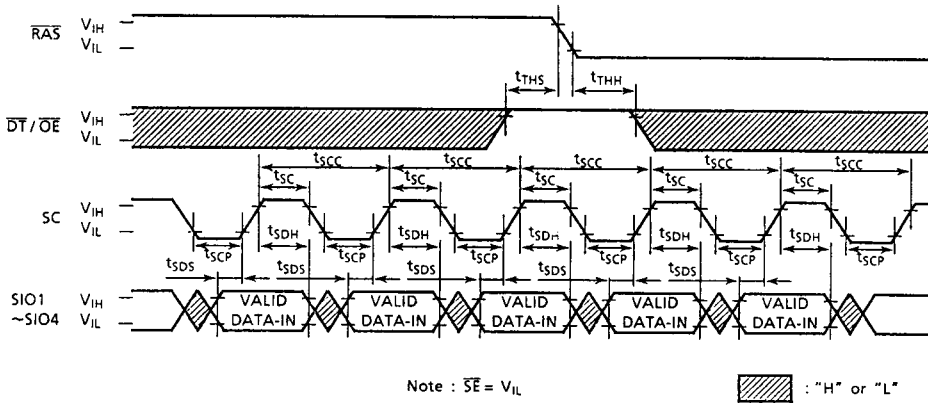 RAS VIH
VIL
tTHS tTHH
DT / OE VIH
VIL
tSCC tSCC tSCC tSCC tSCC
tSC tSC tSC tSC tSC
SC VIH
VIL
tSDH tSDH tSDH tSDH tSDH
tSCP tSCP tSCP tSCP tSCP tSCP
tSDS tSDS tSDS tSDS tSDS
SIO1 VIH VALID VALID VALID VALID VALID
~SIO4 VIL DATA-IN DATA-IN DATA-IN DATA-IN DATA-IN
Note : SE = VIL
: "H" or "L"